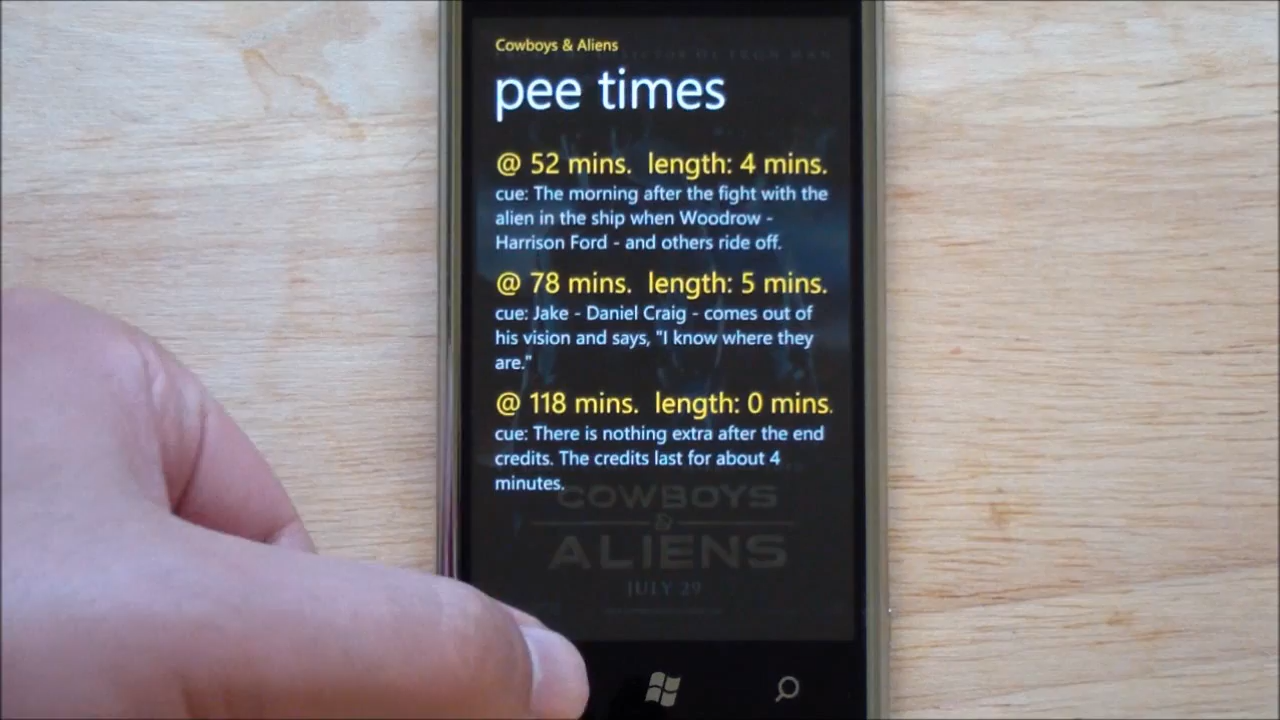 Cowboys & Aliens
pee times
@ 52 mins. length: 4 mins.
cue: The morning after the fight with the
alien in the ship when Woodrow -
Harrison Ford - and others ride off.
@ 78 mins. length: 5 mins.
cue: Jake - Daniel Craig - comes out of
his vision and says, "I know where they
are."
@ 118 mins. length: 0 mins.
cue: There is nothing extra after the end
credits. The credits last for about 4
minutes.
COWBOYS
&
ALIENS
JULY 29